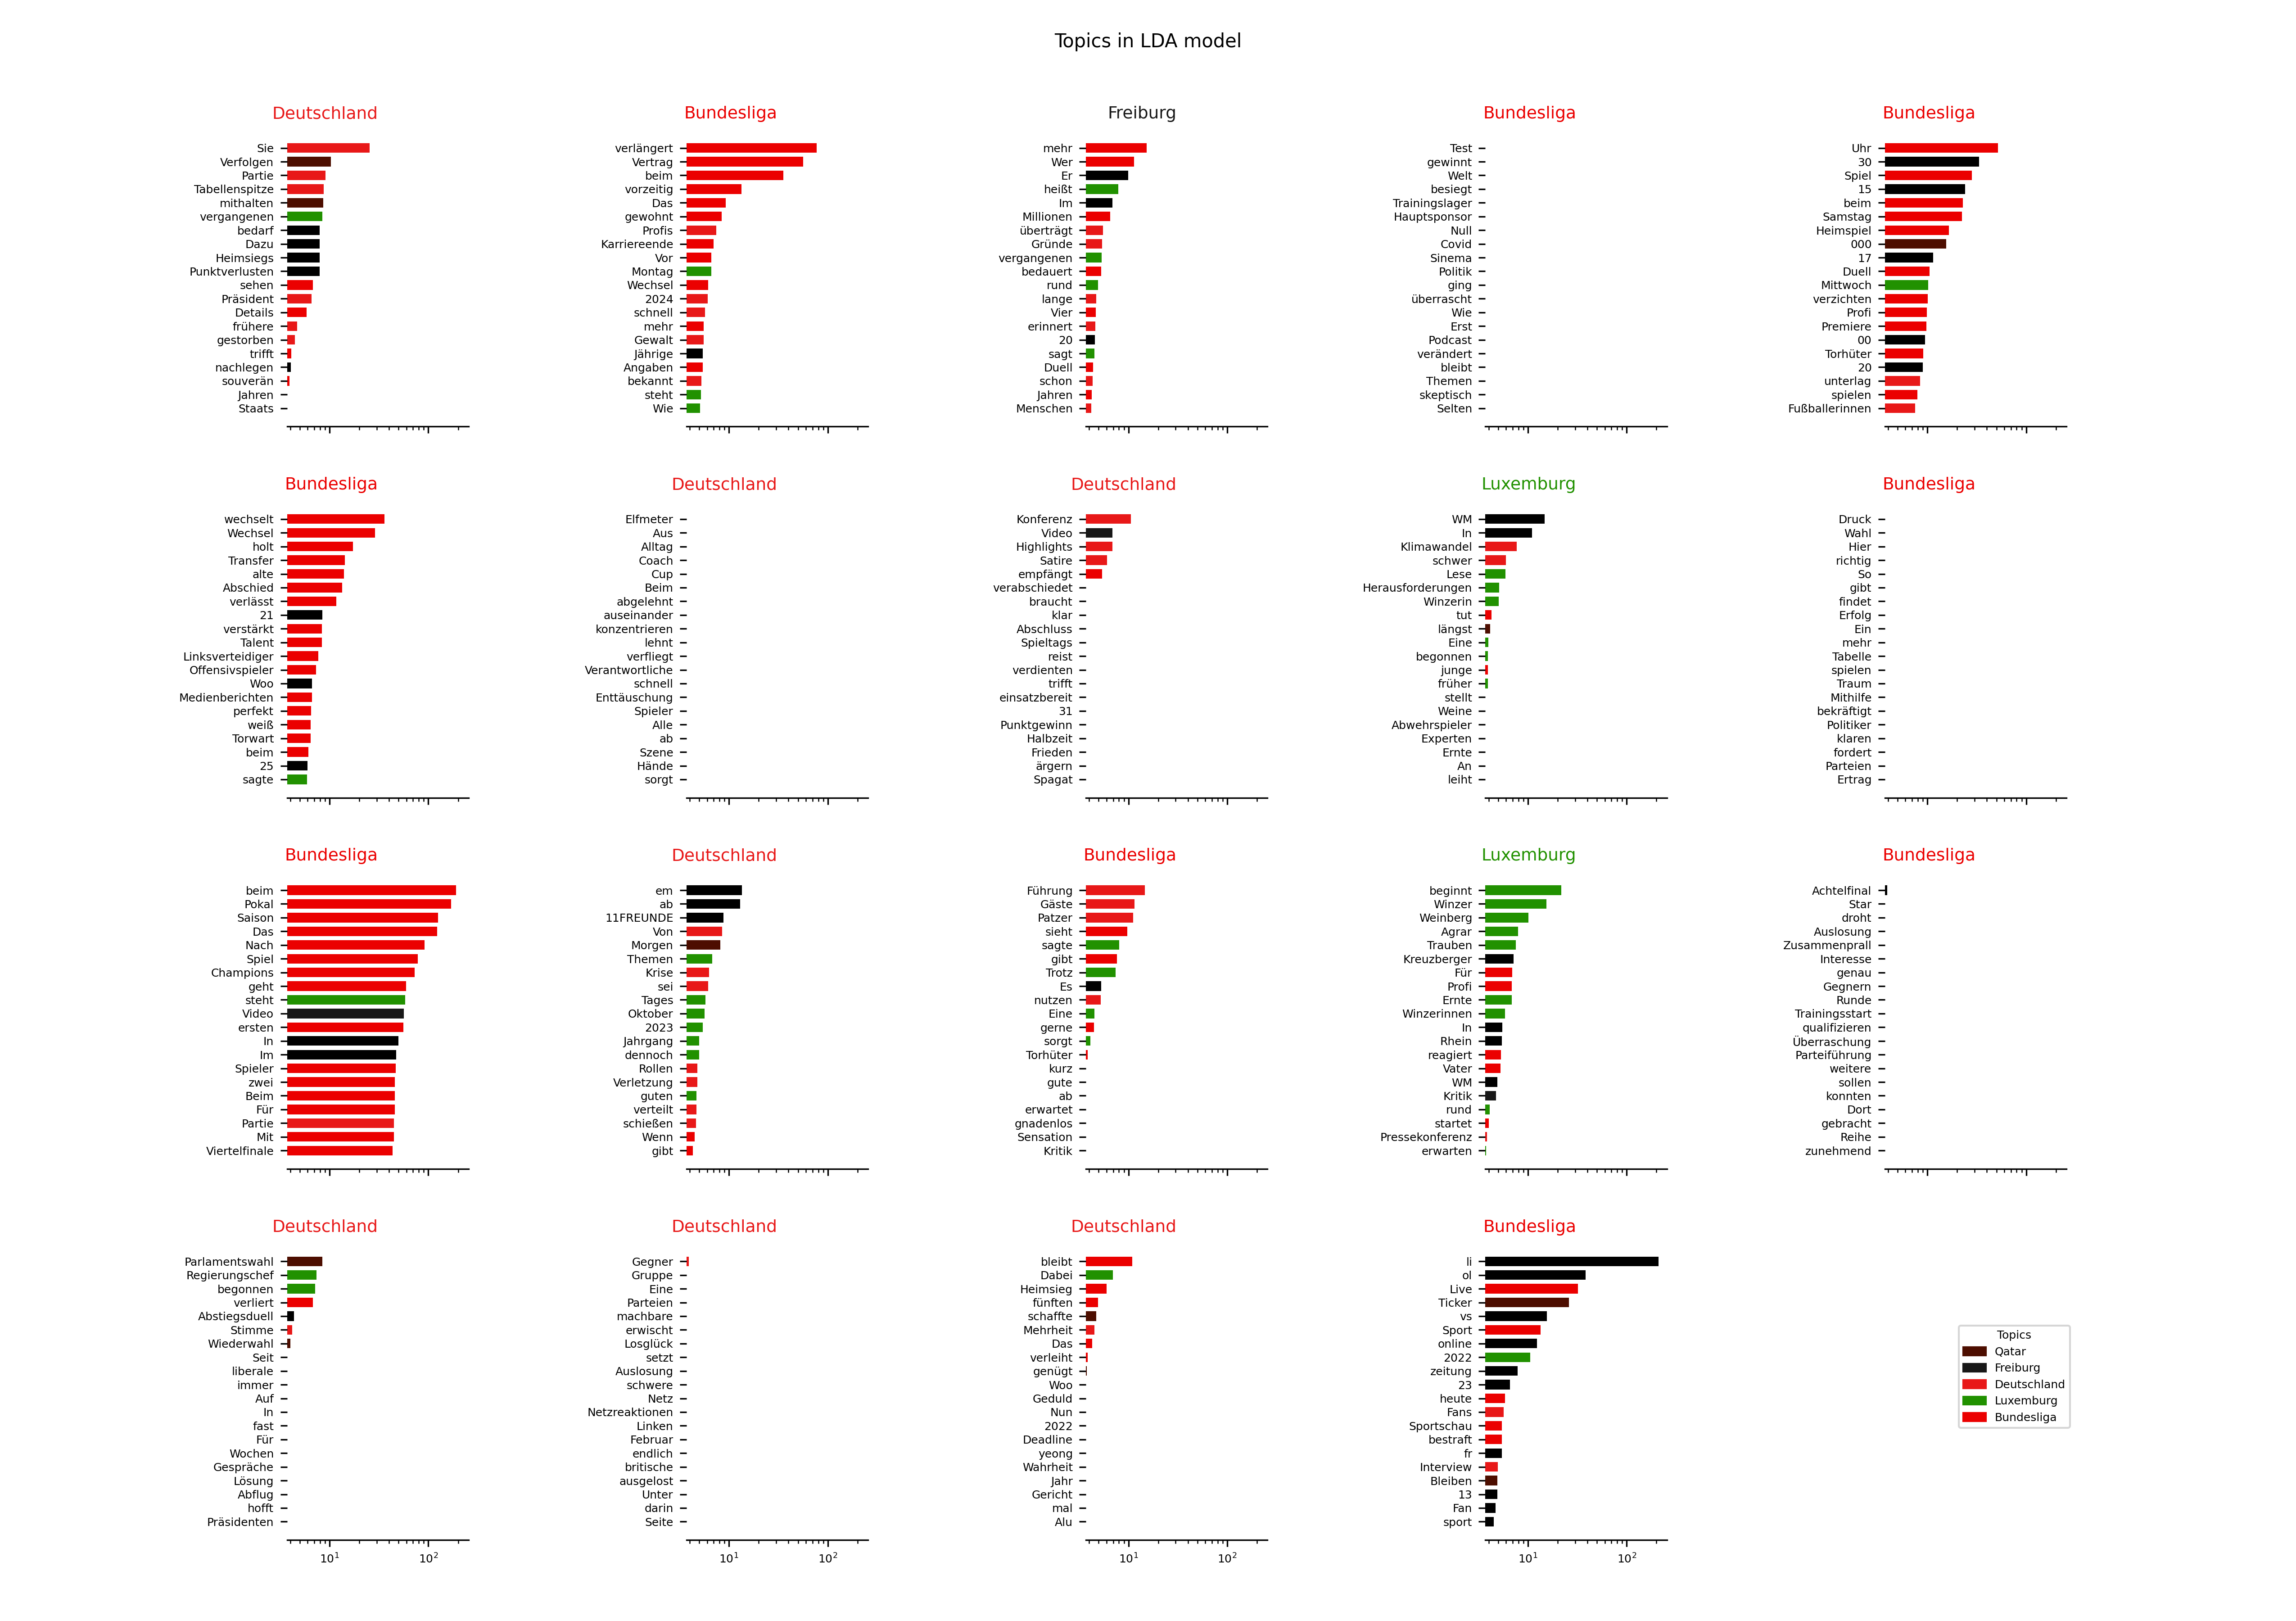 Topics in LDA model
Deutschland
Sie
Verfolgen
Partie
Tabellenspitze
mithalten
vergangenen
bedarf
Dazu
Heimsiegs
Punktverlusten
sehen
Präsident
Details
frühere
gestorben
trifft
nachlegen
souverän
Jahren
Staats
Bundesliga
verlängert
Vertrag
beim
vorzeitig
Das
gewohnt
Profis
Karriereende
Vor
Montag
Wechsel
2024
schnell
mehr
Gewalt
Jährige
Angaben
bekannt
steht
Wie
Freiburg
mehr
Wer
Er
heißt
Im
Millionen
überträgt
Gründe
vergangenen
bedauert
rund
lange
Vier
erinnert
20
sagt
Duell
schon
Jahren
Menschen
Bundesliga
Test
gewinnt
Welt
besiegt
Trainingslager
Hauptsponsor
Null
Covid
Sinema
Politik
ging
überrascht
Wie
Erst
Podcast
verändert
bleibt
Themen
skeptisch
Selten
Bundesliga
Uhr
30
Spiel
15
beim
Samstag
Heimspiel
000
17
Duell
Mittwoch
verzichten
Profi
Premiere
00
Torhüter
20
unterlag
spielen
Fußballerinnen
Bundesliga
wechselt
Wechsel
holt
Transfer
alte
Abschied
verlässt
21
verstärkt
Talent
Linksverteidiger
Offensivspieler
Woo
Medienberichten
perfekt
weiß
Torwart
beim
25
sagte
Deutschland
Elfmeter
Aus
Alltag
Coach
Cup
Beim
abgelehnt
auseinander
konzentrieren
lehnt
verfliegt
Verantwortliche
schnell
Enttäuschung
Spieler
Alle
ab
Szene
Hände
sorgt
Deutschland
Konferenz
Video
Highlights
Satire
empfängt
verabschiedet
braucht
klar
Abschluss
Spieltags
reist
verdienten
trifft
einsatzbereit
31
Punktgewinn
Halbzeit
Frieden
ärgern
Spagat
Luxemburg
WM
In
Klimawandel
schwer
Lese
Herausforderungen
Winzerin
tut
längst
Eine
begonnen
junge
früher
stellt
Weine
Abwehrspieler
Experten
Ernte
An
leiht
Bundesliga
Druck
Wahl
Hier
richtig
So
gibt
findet
Erfolg
Ein
mehr
Tabelle
spielen
Traum
Mithilfe
bekräftigt
Politiker
klaren
fordert
Parteien
Ertrag
Bundesliga
beim
Pokal
Saison
Das
Nach
Spiel
Champions
geht
steht
Video
ersten
In
Im
Spieler
zwei
Beim
Für
Partie
Mit
Viertelfinale
Deutschland
em
ab
11FREUNDE
Von
Morgen
Themen
Krise
sei
Tages
Oktober
2023
Jahrgang
dennoch
Rollen
Verletzung
guten
verteilt
schießen
Wenn
gibt
Bundesliga
Führung
Gäste
Patzer
sieht
sagte
gibt
Trotz
Es
nutzen
Eine
gerne
sorgt
Torhüter
kurz
gute
ab
erwartet
gnadenlos
Sensation
Kritik
Luxemburg
beginnt
Winzer
Weinberg
Agrar
Trauben
Kreuzberger
Für
Profi
Ernte
Winzerinnen
In
Rhein
reagiert
Vater
WM
Kritik
rund
startet
Pressekonferenz
erwarten
Bundesliga
Achtelfinal
Star
droht
Auslosung
Zusammenprall
Interesse
genau
Gegnern
Runde
Trainingsstart
qualifizieren
Überraschung
Parteiführung
weitere
sollen
konnten
Dort
gebracht
Reihe
zunehmend
Deutschland
Parlamentswahl
Regierungschef
begonnen
verliert
Abstiegsduell
Stimme
Wiederwahl
Seit
liberale
immer
Auf
In
fast
Für
Wochen
Gespräche
Lösung
Abflug
hofft
Präsidenten
10¹ 10²
Deutschland
Gegner
Gruppe
Eine
Parteien
machbare
erwischt
Losglück
setzt
Auslosung
schwere
Netz
Netzreaktionen
Linken
Februar
endlich
britische
ausgelost
Unter
darin
Seite
10¹ 10²
Deutschland
bleibt
Dabei
Heimsieg
fünften
schaffte
Mehrheit
Das
verleiht
genügt
Woo
Geduld
Nun
2022
Deadline
yeong
Wahrheit
Jahr
Gericht
mal
Alu
10¹ 10²
Bundesliga
li
ol
Live
Ticker
vs
Sport
online
2022
zeitung
23
heute
Fans
Sportschau
bestraft
fr
Interview
Bleiben
13
Fan
sport
10¹ 10²
Topics
Qatar
Freiburg
Deutschland
Luxemburg
Bundesliga